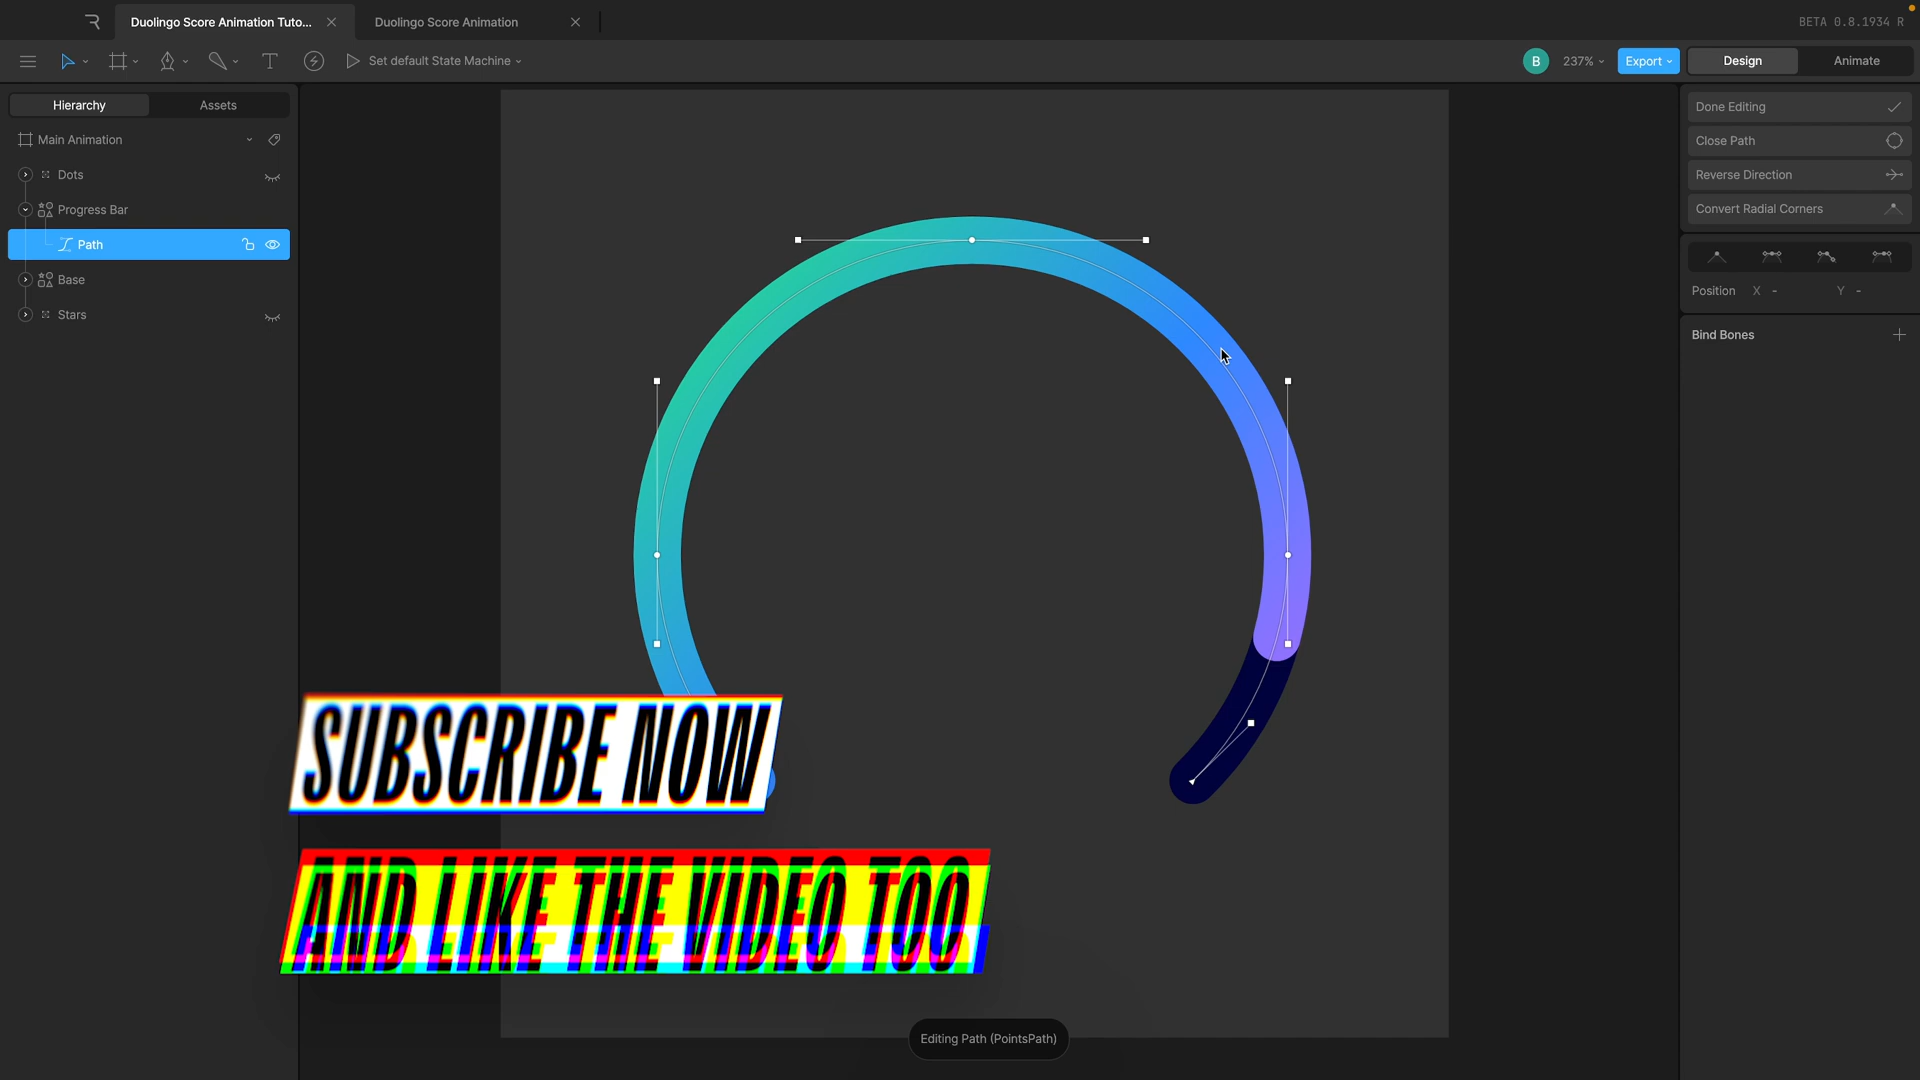 Duolingo Score Animation Tuto...
Duolingo Score Animation
BETA 0.8.1934 R
T
Set default State Machine
B
237%
Export
Design
Animate
Hierarchy
Assets
Main Animation
Dots
Progress Bar
Path
Base
Stars
Done Editing
Close Path
Reverse Direction
Convert Radial Corners
Position X - Y -
Bind Bones
SUBSCRIBE NOW
AND LIKE THE VIDEO TOO
Editing Path (PointsPath)